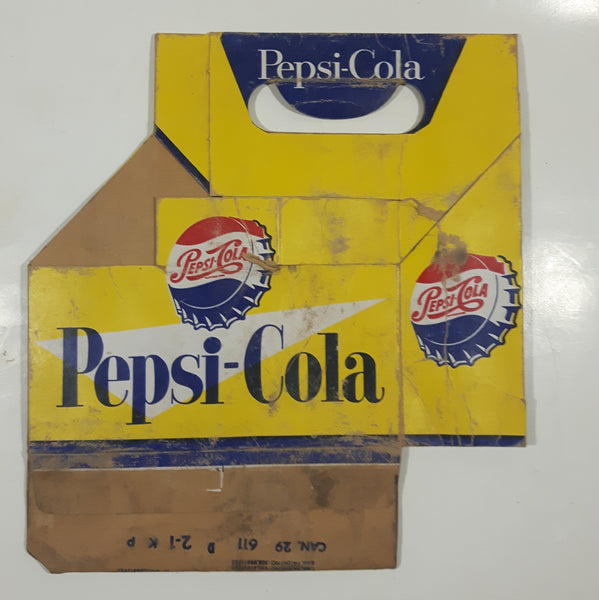 Pepsi-Cola
PEPSI-COLA
PEPSI-COLA
Pepsi-Cola
CAN. 29 611 D 2-1 K P